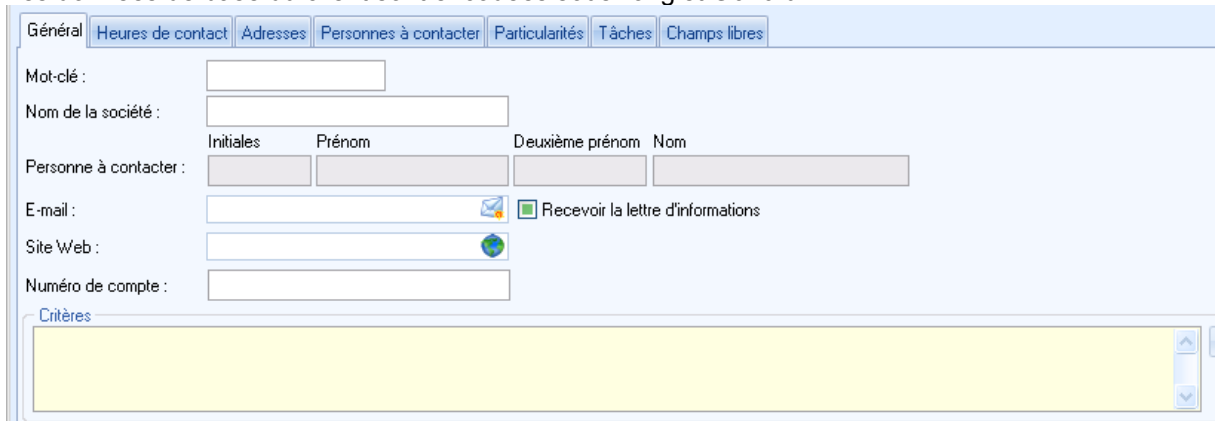 Général Heures de contact Adresses Personnes à contacter Particularités Tâches Champs libres
Mot-clé :
Nom de la société :
Initiales Prénom Deuxième prénom Nom
Personne à contacter :
E-mail : Recevoir la lettre d'informations
Site Web :
Numéro de compte :
Critères